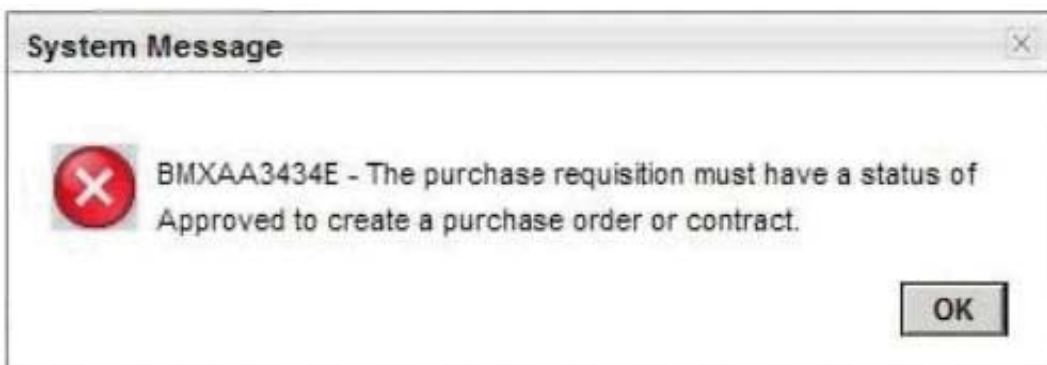 System Message
BMXAA3434E - The purchase requisition must have a status of
Approved to create a purchase order or contract.
OK